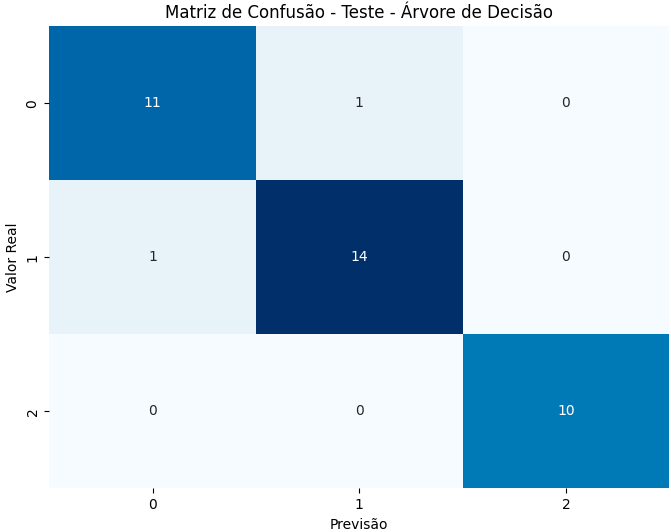 Matriz de Confusão - Teste - Árvore de Decisão
0 11 1 0
1 1 14 0
Valor Real
2 0 0 10
0 1 2
Previsão